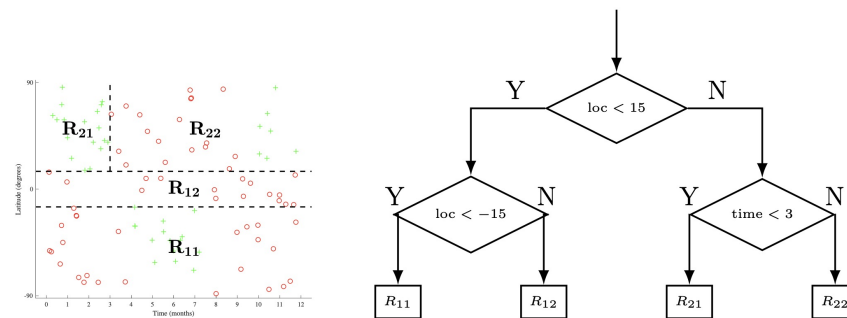 90
R21
R22
R12
0
R11
-90
0 1 2 3 4 5 6 7 8 9 10 11 12
Time (months)
Latitude (degrees)
loc < 15
Y
N
loc < −15
Y
N
time < 3
Y
N
R11
R12
R21
R22